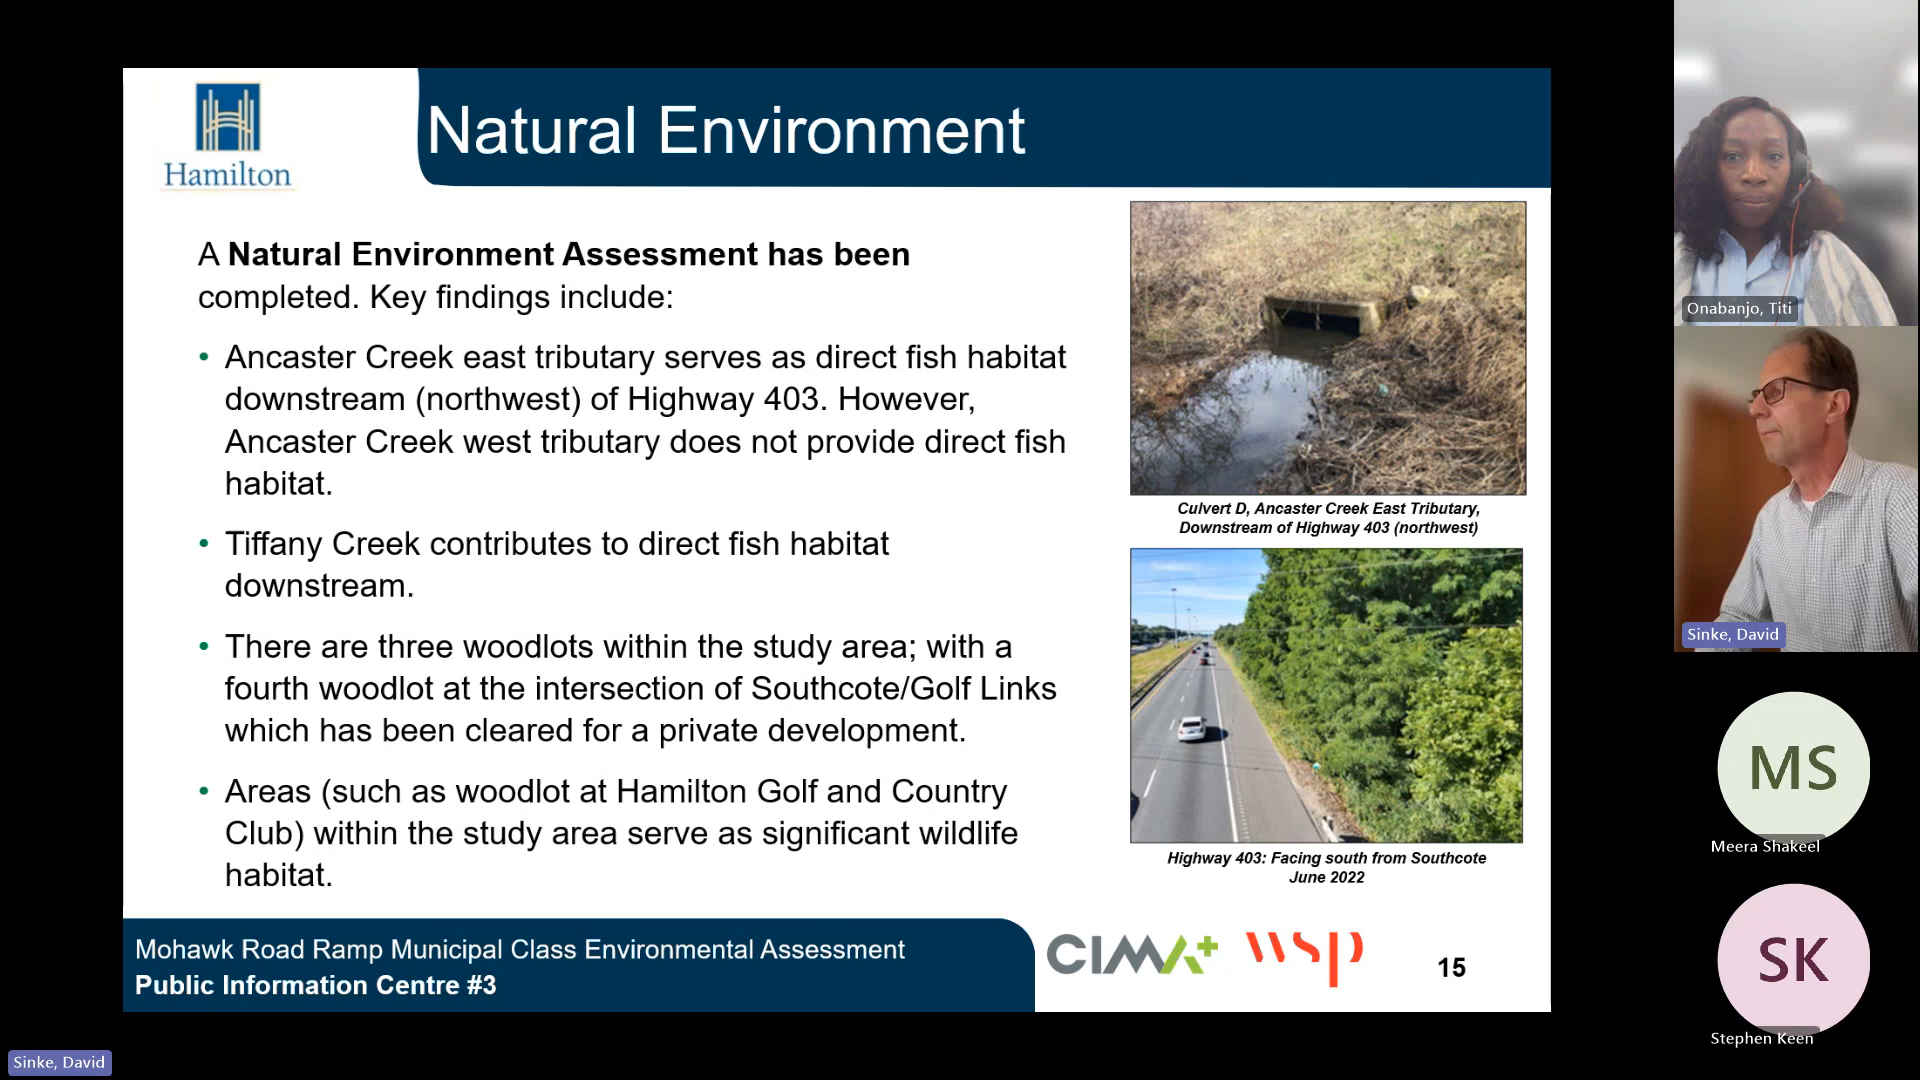 Hamilton
Natural Environment
A Natural Environment Assessment has been
completed. Key findings include:
• Ancaster Creek east tributary serves as direct fish habitat
downstream (northwest) of Highway 403. However,
Ancaster Creek west tributary does not provide direct fish
habitat.
• Tiffany Creek contributes to direct fish habitat
downstream.
• There are three woodlots within the study area; with a
fourth woodlot at the intersection of Southcote/Golf Links
which has been cleared for a private development.
• Areas (such as woodlot at Hamilton Golf and Country
Club) within the study area serve as significant wildlife
habitat.
Culvert D, Ancaster Creek East Tributary,
Downstream of Highway 403 (northwest)
Highway 403: Facing south from Southcote
June 2022
Mohawk Road Ramp Municipal Class Environmental Assessment
Public Information Centre #3
CIMA+
wsp
15
Onabanjo, Titi
Sinke, David
MS
Meera Shakeel
SK
Stephen Keen
Sinke, David